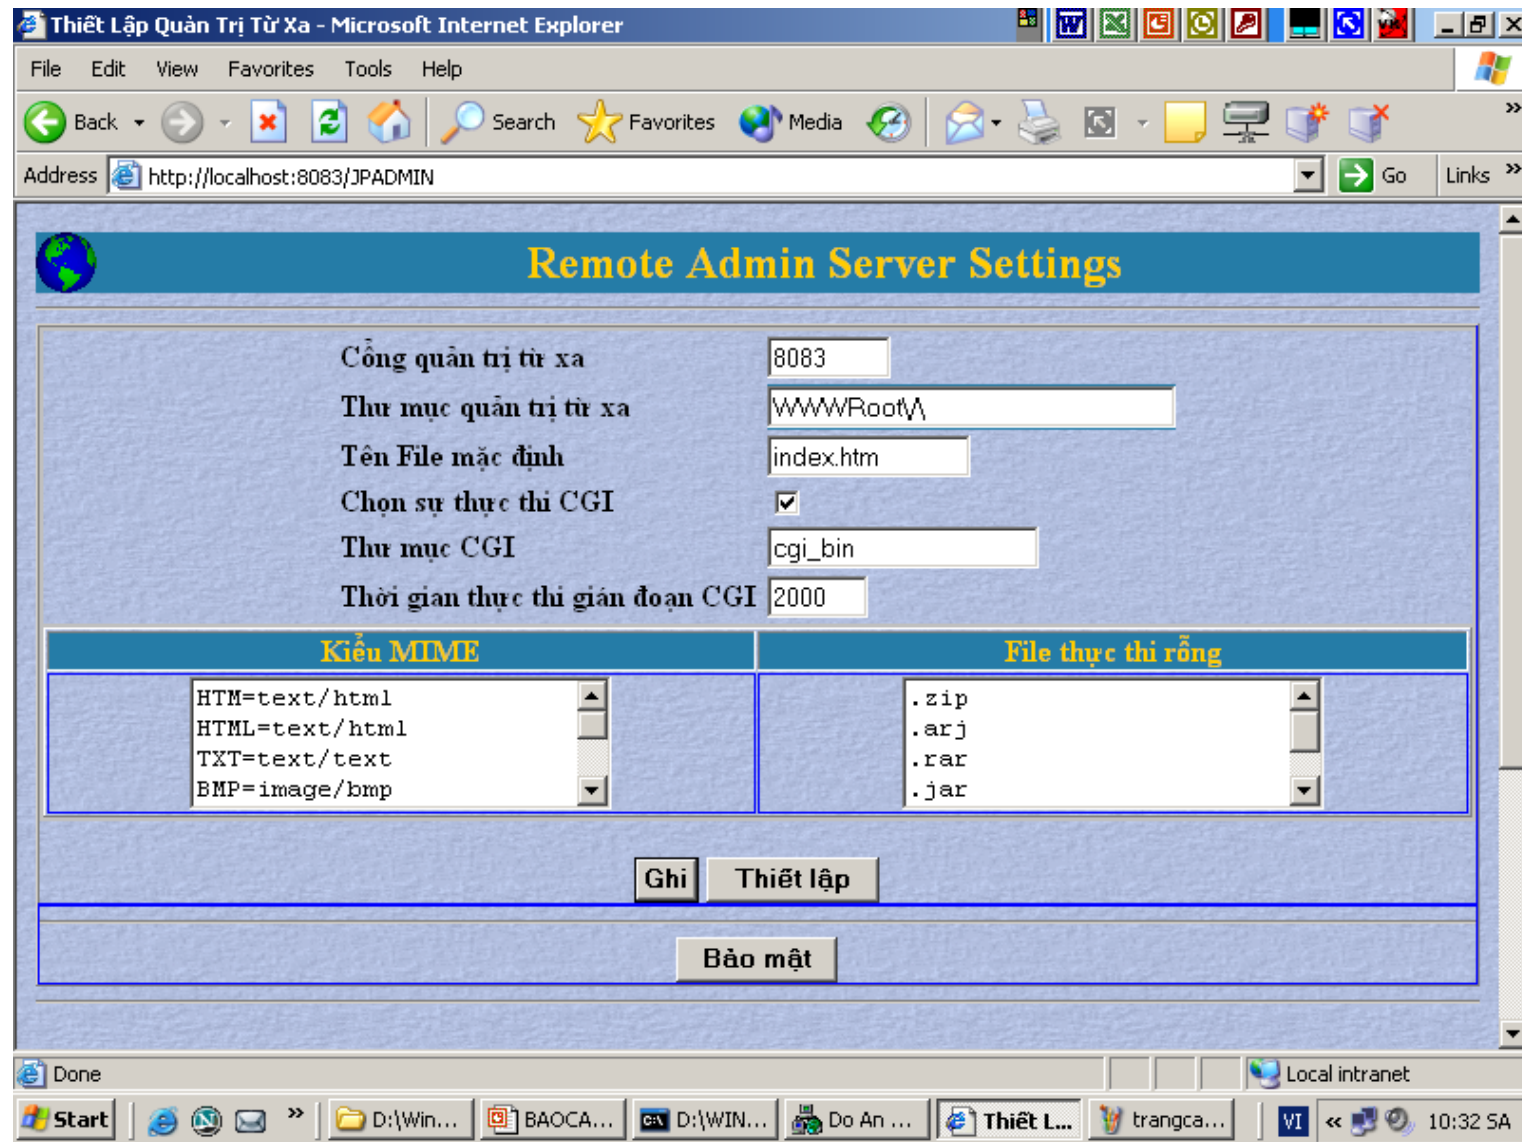 Thiết Lập Quản Trị Từ Xa - Microsoft Internet Explorer
File Edit View Favorites Tools Help
Back Search Favorites Media
Address http://localhost:8083/JPADMIN Go Links
Remote Admin Server Settings
Cổng quản trị từ xa 8083
Thư mục quản trị từ xa WWWRoot\/\
Tên File mặc định index.htm
Chọn sự thực thi CGI
Thư mục CGI cgi_bin
Thời gian thực thi gián đoạn CGI 2000
Kiểu MIME File thực thi rỗng
HTM=text/html .zip
HTML=text/html .arj
TXT=text/text .rar
BMP=image/bmp .jar
Ghi Thiết lập
Bảo mật
Done Local intranet
Start D:\Win... BAOCA... D:\WIN... Do An ... Thiết L... trangca... VI 10:32 SA